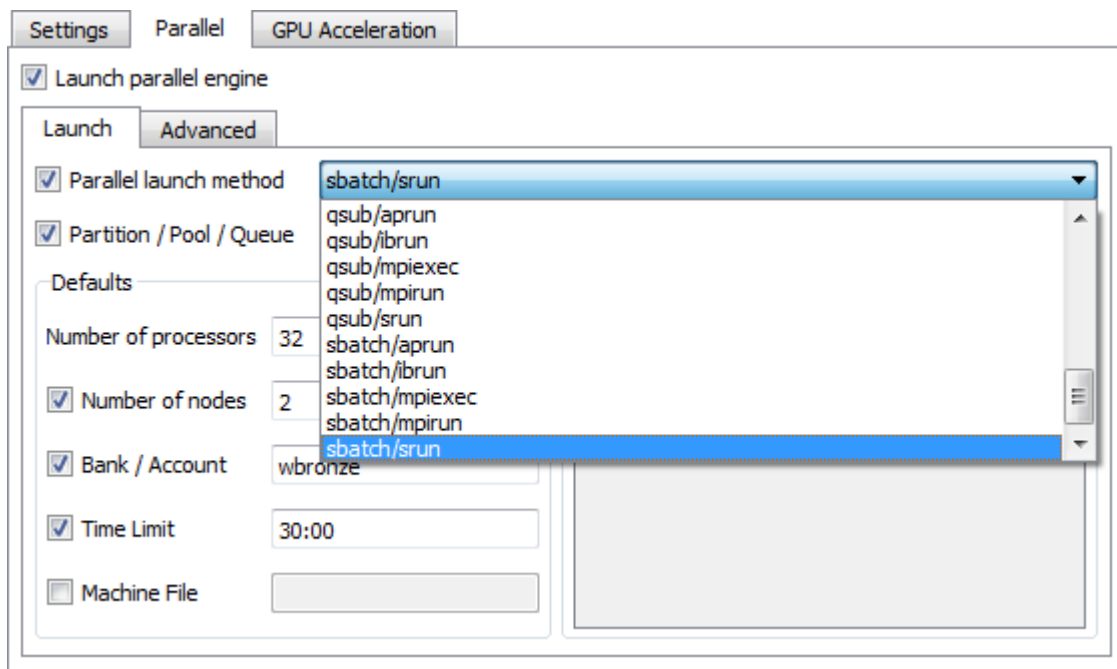 Settings Parallel GPU Acceleration
Launch parallel engine
Launch Advanced
Parallel launch method sbatch/srun
Partition / Pool / Queue
qsub/aprun
qsub/ibrun
qsub/mpiexec
qsub/mpirun
qsub/srun
sbatch/aprun
sbatch/ibrun
sbatch/mpiexec
sbatch/mpirun
sbatch/srun
Defaults
Number of processors 32
Number of nodes 2
Bank / Account wbronze
Time Limit 30:00
Machine File